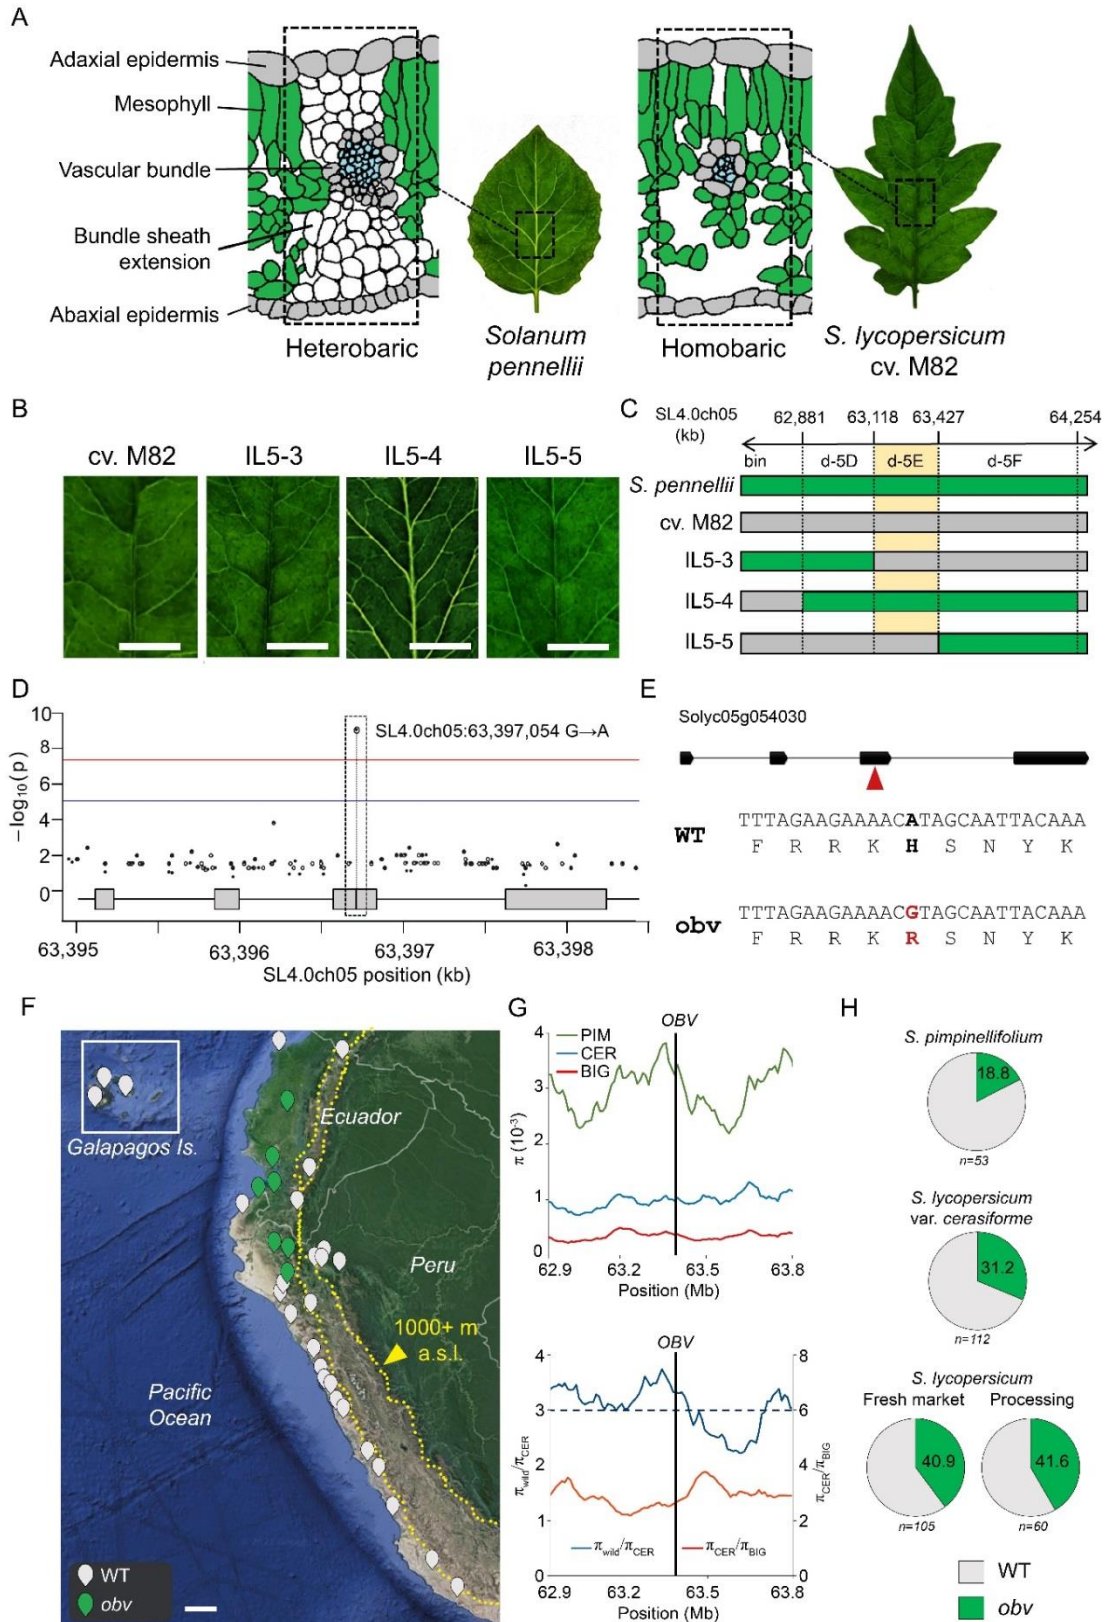 A
Adaxial epidermis
Mesophyll
Vascular bundle
Bundle sheath
extension
Abaxial epidermis
Heterobaric
Solanum
pennellii
Homobaric
S. lycopersicum
cv. M82
B
cv. M82
IL5-3
IL5-4
IL5-5
C
SL4.0ch05
(kb)
62,881
63,118
63,427
64,254
bin
d-5D
d-5E
d-5F
S. pennellii
cv. M82
IL5-3
IL5-4
IL5-5
D
10
8
6
4
2
0
−log10(p)
SL4.0ch05:63,397,054 G→A
63,395
63,396
63,397
63,398
SL4.0ch05 position (kb)
E
Solyc05g054030
WT
TTTAGAAGAAAACATAGCAATTACAAA
F R R K H S N Y K
obv
TTTAGAAGAAAACGTAGCAATTACAAA
F R R K R S N Y K
F
Galapagos Is.
Ecuador
Peru
1000+ m
a.s.l.
Pacific
Ocean
WT
obv
G
OBV
PIM
CER
BIG
4
3
2
1
0
π (10-3)
62.9
63.2
63.5
63.8
Position (Mb)
OBV
4
3
2
1
0
πwild/πCER
8
6
4
2
0
πCER/πBIG
πwild/πCER
πCER/πBIG
62.9
63.2
63.5
63.8
Position (Mb)
H
S. pimpinellifolium
18.8
n=53
S. lycopersicum
var. cerasiforme
31.2
n=112
S. lycopersicum
Fresh market
Processing
40.9
41.6
n=105
n=60
WT
obv